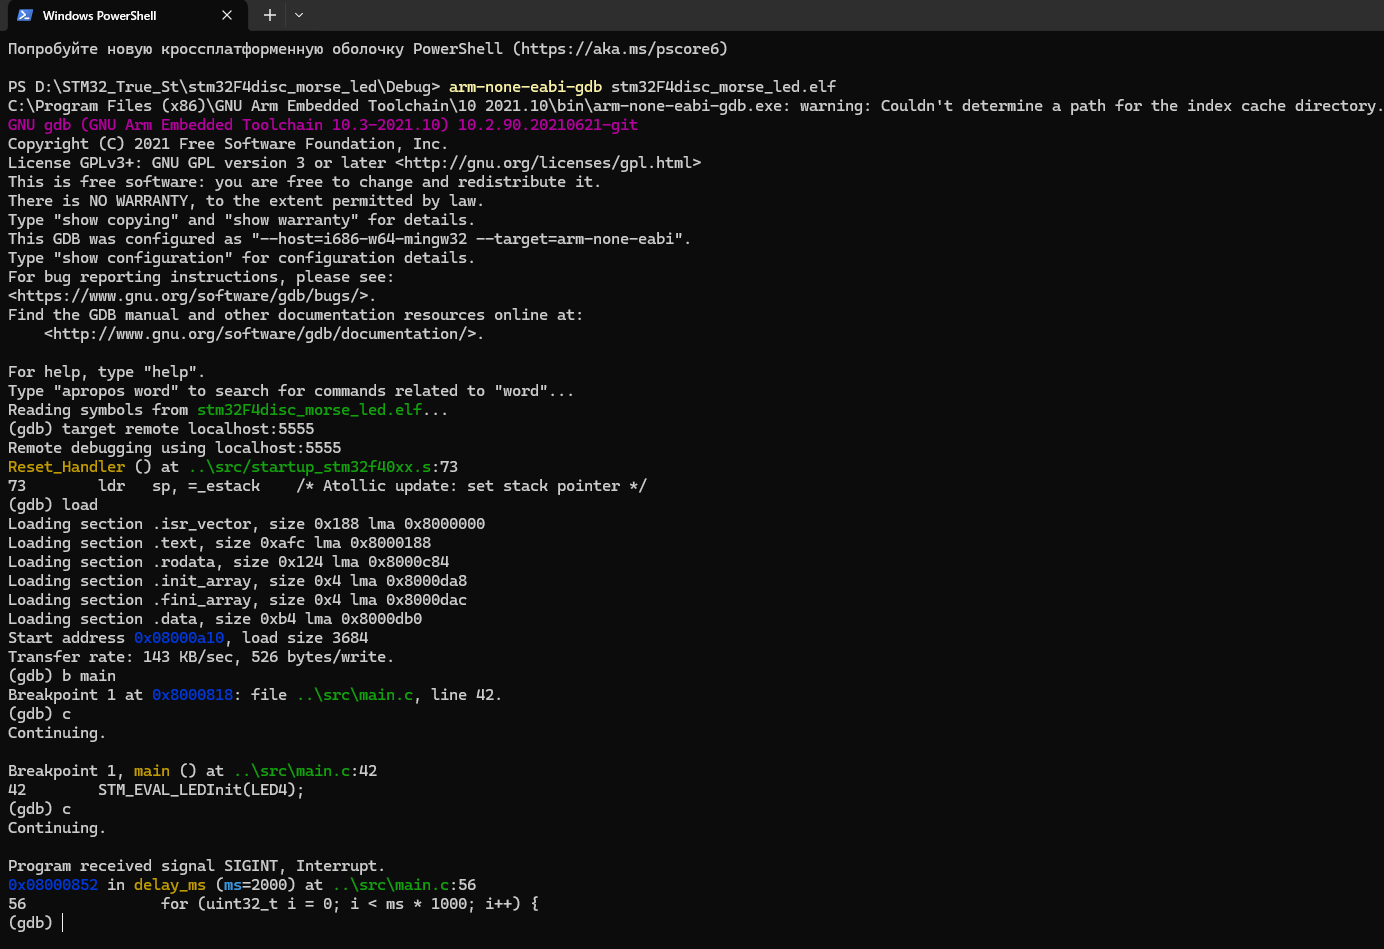 Windows PowerShell
Попробуйте новую кроссплатформенную оболочку PowerShell (https://aka.ms/pscore6)
PS D:\STM32_True_St\stm32F4disc_morse_led\Debug> arm-none-eabi-gdb stm32F4disc_morse_led.elf
C:\Program Files (x86)\GNU Arm Embedded Toolchain\10 2021.10\bin\arm-none-eabi-gdb.exe: warning: Couldn't determine a path for the index cache directory.
GNU gdb (GNU Arm Embedded Toolchain 10.3-2021.10) 10.2.90.20210621-git
Copyright (C) 2021 Free Software Foundation, Inc.
License GPLv3+: GNU GPL version 3 or later <http://gnu.org/licenses/gpl.html>
This is free software: you are free to change and redistribute it.
There is NO WARRANTY, to the extent permitted by law.
Type "show copying" and "show warranty" for details.
This GDB was configured as "--host=i686-w64-mingw32 --target=arm-none-eabi".
Type "show configuration" for configuration details.
For bug reporting instructions, please see:
<https://www.gnu.org/software/gdb/bugs/>.
Find the GDB manual and other documentation resources online at:
    <http://www.gnu.org/software/gdb/documentation/>.
For help, type "help".
Type "apropos word" to search for commands related to "word"...
Reading symbols from stm32F4disc_morse_led.elf...
(gdb) target remote localhost:5555
Remote debugging using localhost:5555
Reset_Handler () at ..\src/startup_stm32f40xx.s:73
73        ldr   sp, =_estack    /* Atollic update: set stack pointer */
(gdb) load
Loading section .isr_vector, size 0x188 lma 0x8000000
Loading section .text, size 0xafc lma 0x8000188
Loading section .rodata, size 0x124 lma 0x8000c84
Loading section .init_array, size 0x4 lma 0x8000da8
Loading section .fini_array, size 0x4 lma 0x8000dac
Loading section .data, size 0xb4 lma 0x8000db0
Start address 0x08000a10, load size 3684
Transfer rate: 143 KB/sec, 526 bytes/write.
(gdb) b main
Breakpoint 1 at 0x8000818: file ..\src\main.c, line 42.
(gdb) c
Continuing.
Breakpoint 1, main () at ..\src\main.c:42
42        STM_EVAL_LEDInit(LED4);
(gdb) c
Continuing.
Program received signal SIGINT, Interrupt.
0x08000852 in delay_ms (ms=2000) at ..\src\main.c:56
56               for (uint32_t i = 0; i < ms * 1000; i++) {
(gdb)